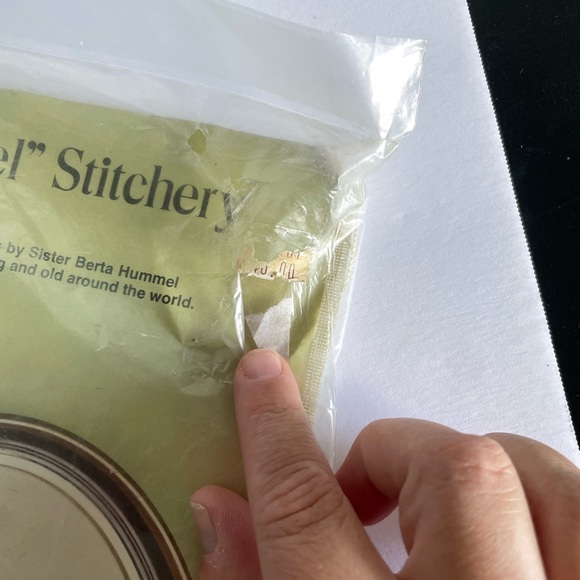 el” Stitchery
by Sister Berta Hummel
g and old around the world.